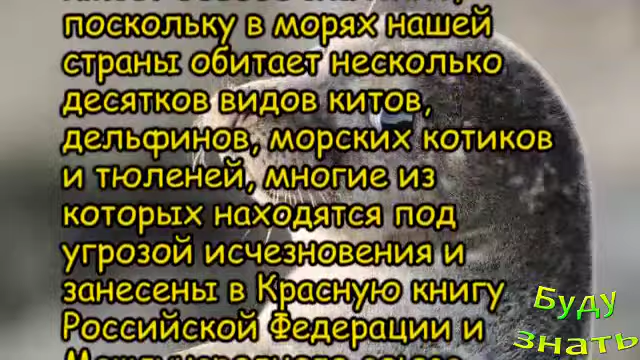 поскольку в морях нашей
страны обитает несколько
десятков видов китов,
дельфинов, морских котиков
и тюленей, многие из
которых находятся под
угрозой исчезновения и
занесены в Красную книгу
Российской Федерации и
Буду
знать